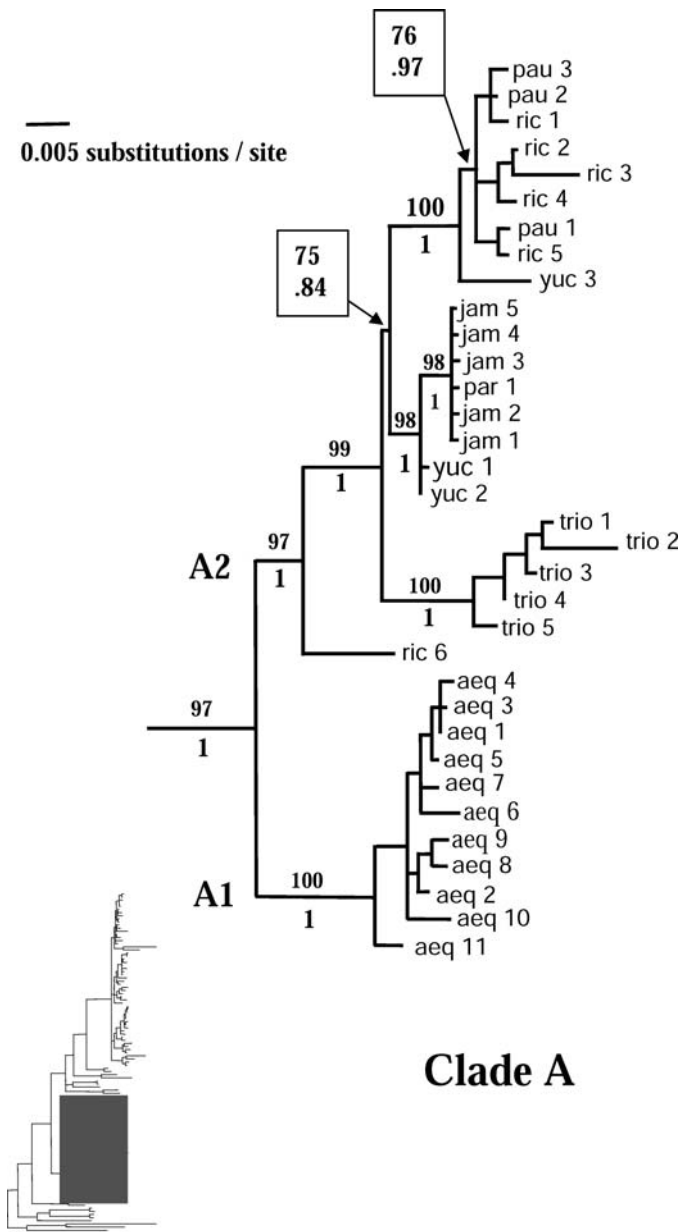 76
.97
pau 3
pau 2
ric 1
0.005 substitutions / site
ric 2
ric 3
ric 4
100
1
pau 1
ric 5
75
.84
yuc 3
jam 5
jam 4
jam 3
98
1
par 1
jam 2
98
1
jam 1
99
1
yuc 1
yuc 2
trio 1
trio 2
97
1
A2
trio 3
100
1
trio 4
trio 5
ric 6
aeq 4
97
1
aeq 3
aeq 1
aeq 5
aeq 7
aeq 6
aeq 9
aeq 8
100
1
A1
aeq 2
aeq 10
aeq 11
Clade A